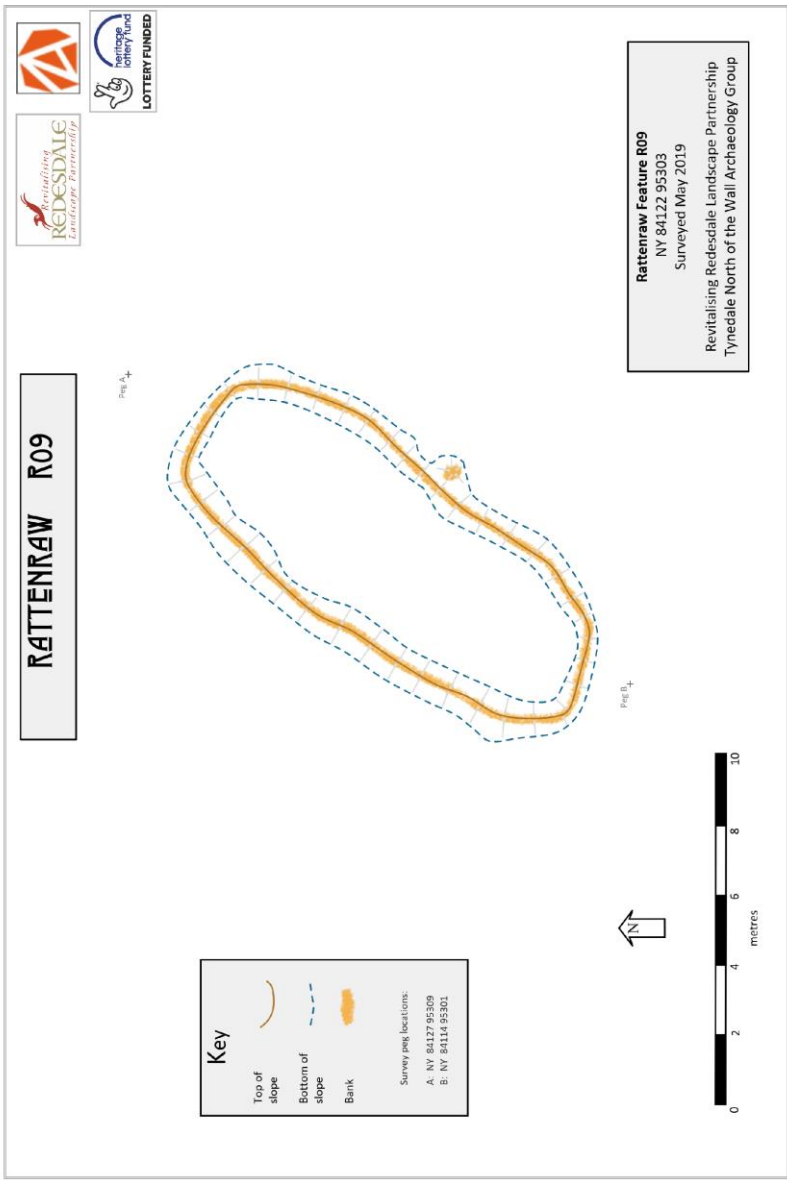 RATTENRAW R09
Revitalising
REDESDALE
Landscape Partnership
heritage
lottery fund
LOTTERY FUNDED
Peg A
Peg B
Key
Top of
slope
Bottom of
slope
Bank
Survey peg locations:
A: NY 84127 95309
B: NY 84114 95301
N
0 2 4 6 8 10
metres
Rattenraw Feature R09
NY 84122 95303
Surveyed May 2019
Revitalising Redesdale Landscape Partnership
Tynedale North of the Wall Archaeology Group